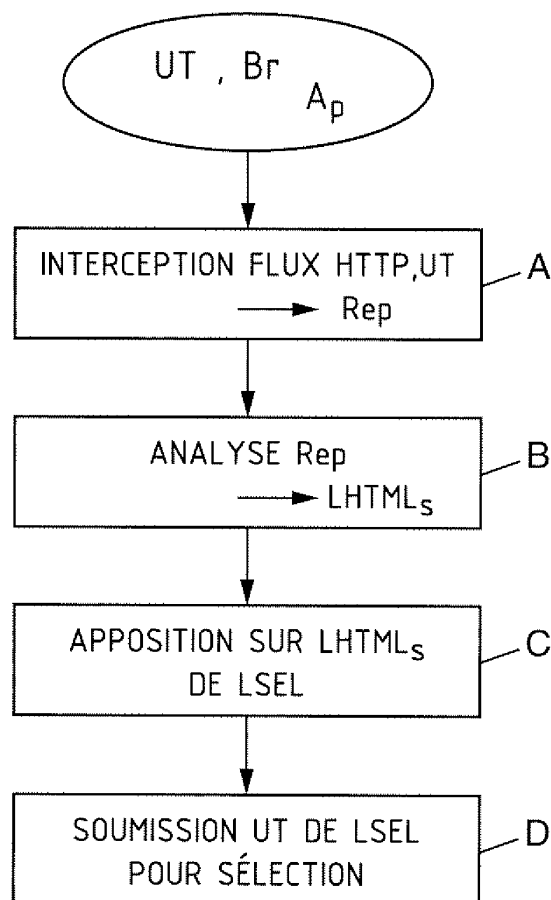 UT , Br
Ap
INTERCEPTION FLUX HTTP,UT
→ Rep
A
ANALYSE Rep
→ LHTMLs
B
APPOSITION SUR LHTMLs
DE LSEL
C
SOUMISSION UT DE LSEL
POUR SÉLECTION
D